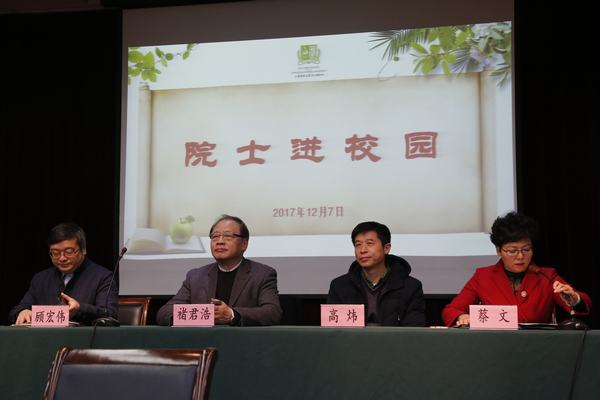 院士进校园
2017年12月7日
顾宏伟
褚君浩
高炜
蔡文